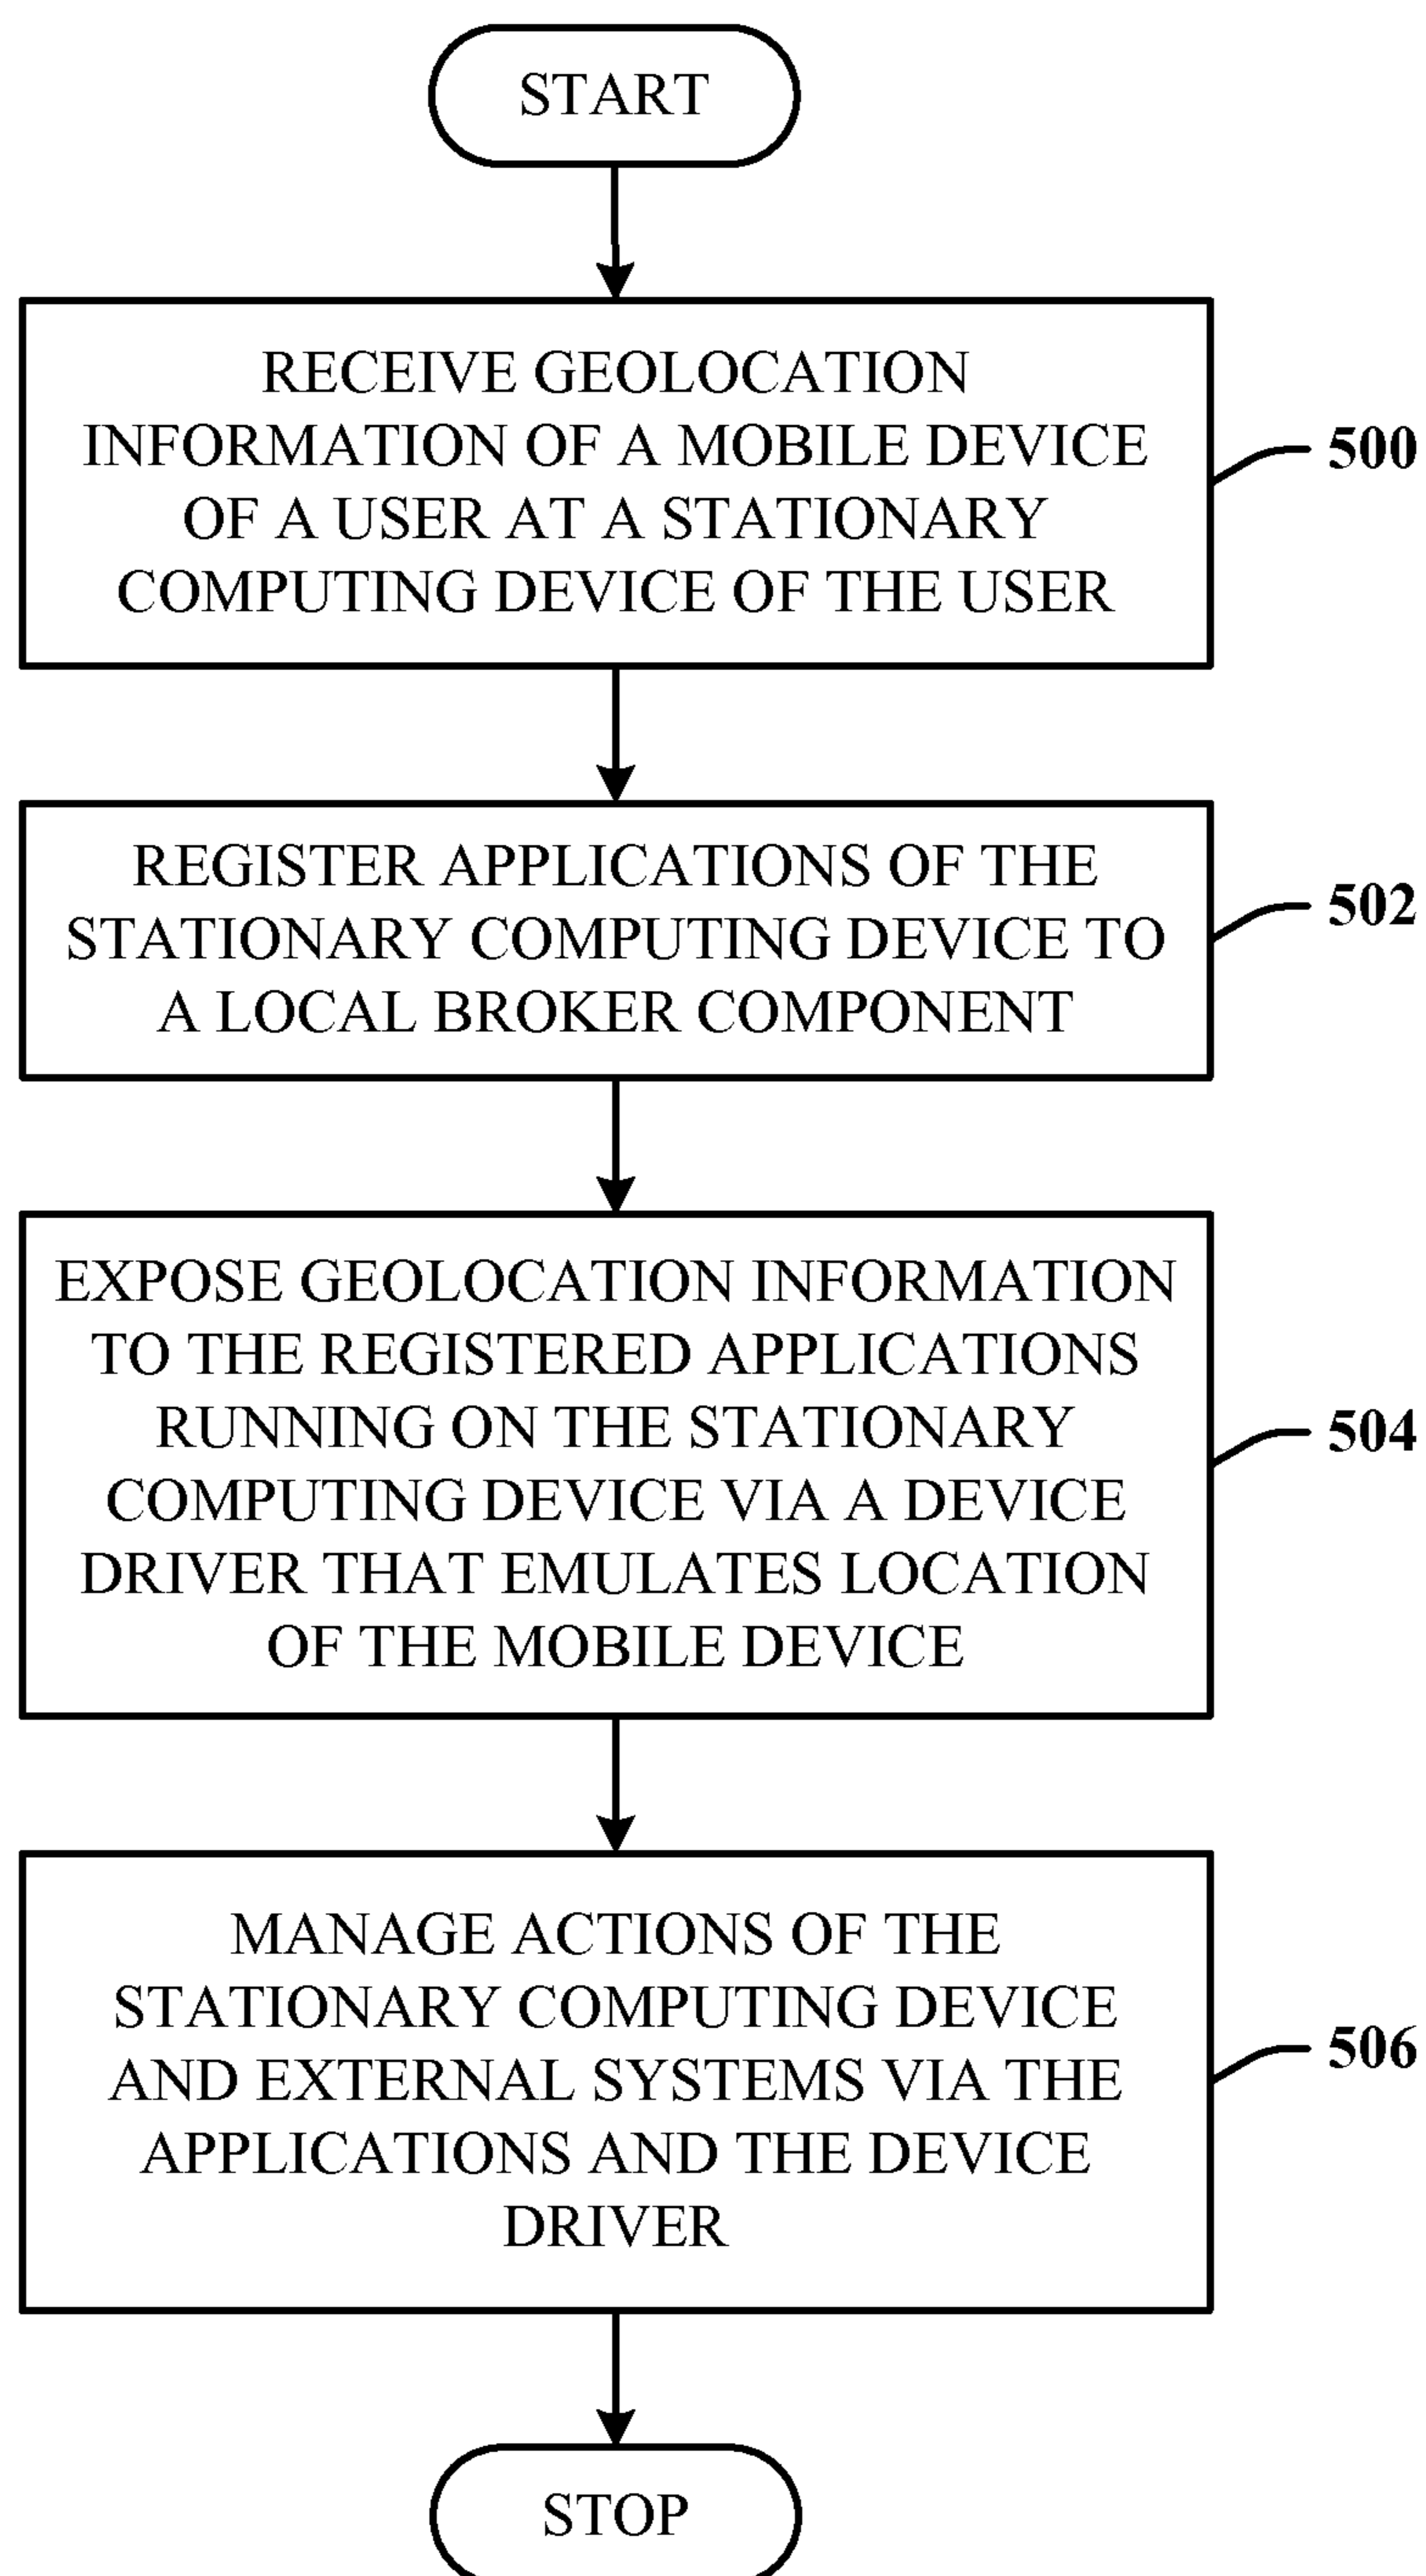 START
RECEIVE GEOLOCATION
INFORMATION OF A MOBILE DEVICE
OF A USER AT A STATIONARY
COMPUTING DEVICE OF THE USER
500
REGISTER APPLICATIONS OF THE
STATIONARY COMPUTING DEVICE TO
A LOCAL BROKER COMPONENT
502
EXPOSE GEOLOCATION INFORMATION
TO THE REGISTERED APPLICATIONS
RUNNING ON THE STATIONARY
COMPUTING DEVICE VIA A DEVICE
DRIVER THAT EMULATES LOCATION
OF THE MOBILE DEVICE
504
MANAGE ACTIONS OF THE
STATIONARY COMPUTING DEVICE
AND EXTERNAL SYSTEMS VIA THE
APPLICATIONS AND THE DEVICE
DRIVER
506
STOP